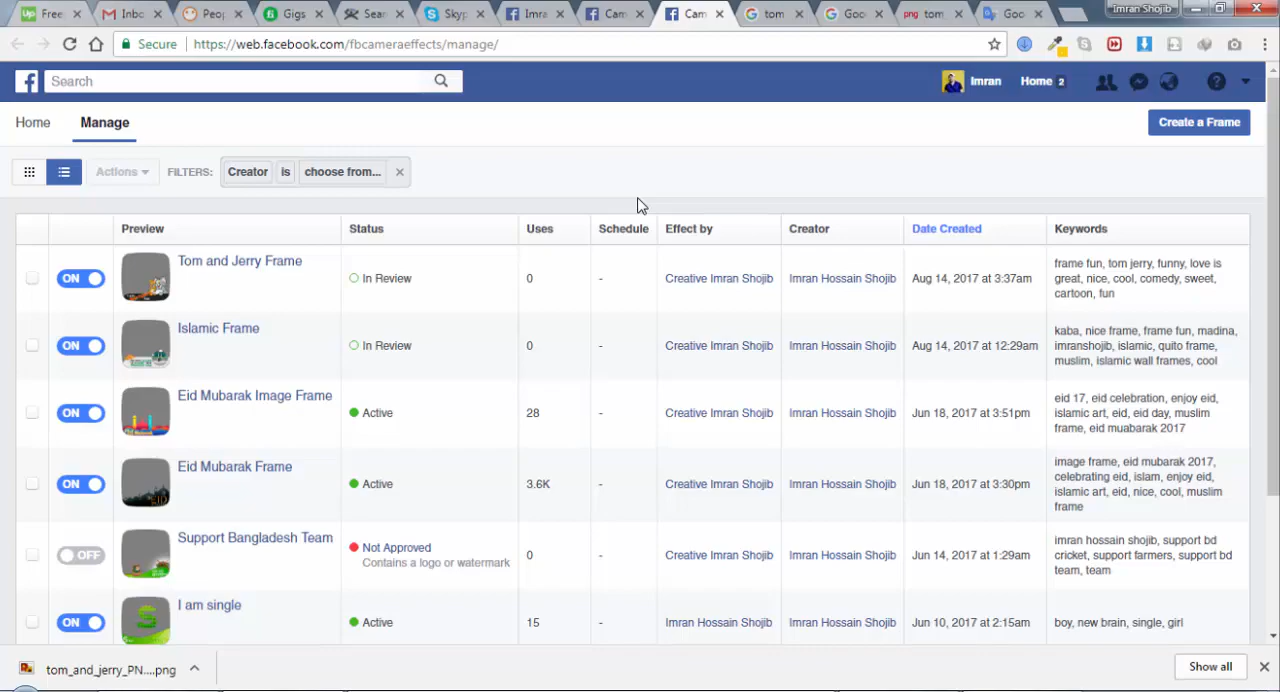 Free
Inbo
Peop
Gigs
Sear
Skyp
Imra
Cam
Cam
tom
Goo
png tom
Goo
Imran Shojib
Secure
https://web.facebook.com/fbcameraeffects/manage/
Search
Imran
Home 2
Home
Manage
Create a Frame
Actions
FILTERS:
Creator
is
choose from...
Preview
Status
Uses
Schedule
Effect by
Creator
Date Created
Keywords
ON
Tom and Jerry Frame
In Review
0
-
Creative Imran Shojib
Imran Hossain Shojib
Aug 14, 2017 at 3:37am
frame fun, tom jerry, funny, love is
great, nice, cool, comedy, sweet,
cartoon, fun
ON
Islamic Frame
In Review
0
-
Creative Imran Shojib
Imran Hossain Shojib
Aug 14, 2017 at 12:29am
kaba, nice frame, frame fun, madina,
imranshojib, islamic, quito frame,
muslim, islamic wall frames, cool
ON
Eid Mubarak Image Frame
Active
28
-
Creative Imran Shojib
Imran Hossain Shojib
Jun 18, 2017 at 3:51pm
eid 17, eid celebration, enjoy eid,
islamic art, eid, eid day, muslim
frame, eid muabarak 2017
ON
Eid Mubarak Frame
Active
3.6K
-
Creative Imran Shojib
Imran Hossain Shojib
Jun 18, 2017 at 3:30pm
image frame, eid mubarak 2017,
celebrating eid, islam, enjoy eid,
islamic art, eid, nice, cool, muslim
frame
OFF
Support Bangladesh Team
Not Approved
Contains a logo or watermark
0
-
Creative Imran Shojib
Imran Hossain Shojib
Jun 14, 2017 at 1:29am
imran hossain shojib, support bd
cricket, support farmers, support bd
team, team
ON
I am single
Active
15
-
Imran Hossain Shojib
Imran Hossain Shojib
Jun 10, 2017 at 2:15am
boy, new brain, single, girl
tom_and_jerry_PN....png
Show all